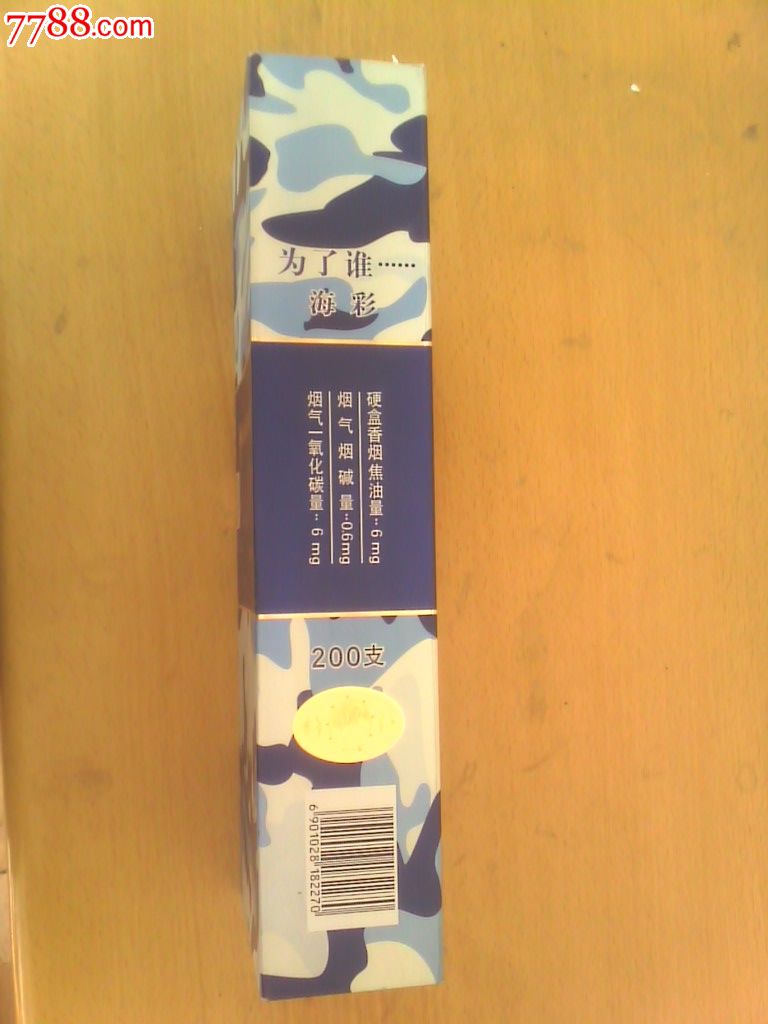 7788.com
为了谁……
海彩
硬盒香烟焦油量：6 mg
烟气烟碱量：0.6mg
烟气一氧化碳量：6 mg
200支
6 901028 182270